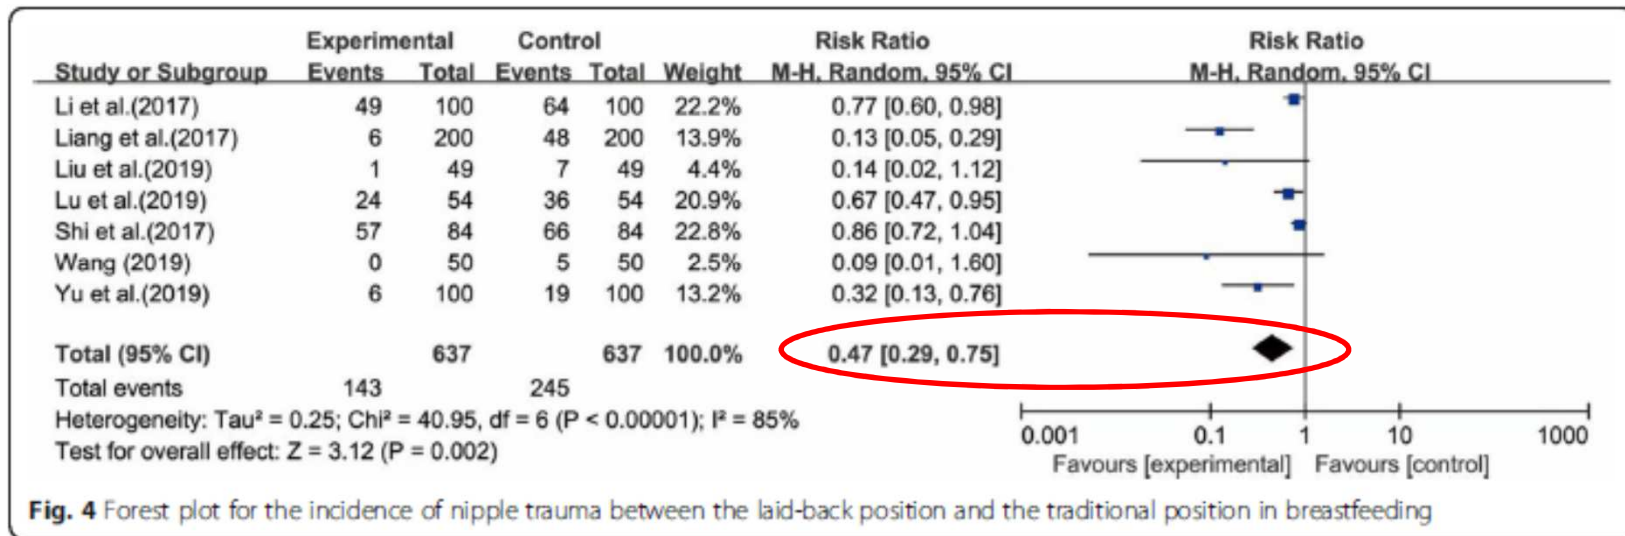 Experimental Control Risk Ratio Risk Ratio
Study or Subgroup Events Total Events Total Weight M-H, Random, 95% CI M-H, Random, 95% CI
Li et al.(2017) 49 100 64 100 22.2% 0.77 [0.60, 0.98]
Liang et al.(2017) 6 200 48 200 13.9% 0.13 [0.05, 0.29]
Liu et al.(2019) 1 49 7 49 4.4% 0.14 [0.02, 1.12]
Lu et al.(2019) 24 54 36 54 20.9% 0.67 [0.47, 0.95]
Shi et al.(2017) 57 84 66 84 22.8% 0.86 [0.72, 1.04]
Wang (2019) 0 50 5 50 2.5% 0.09 [0.01, 1.60]
Yu et al.(2019) 6 100 19 100 13.2% 0.32 [0.13, 0.76]
Total (95% CI) 637 637 100.0% 0.47 [0.29, 0.75]
Total events 143 245
Heterogeneity: Tau² = 0.25; Chi² = 40.95, df = 6 (P < 0.00001); I² = 85%
Test for overall effect: Z = 3.12 (P = 0.002)
0.001 0.1 1 10 1000
Favours [experimental] Favours [control]
Fig. 4 Forest plot for the incidence of nipple trauma between the laid-back position and the traditional position in breastfeeding